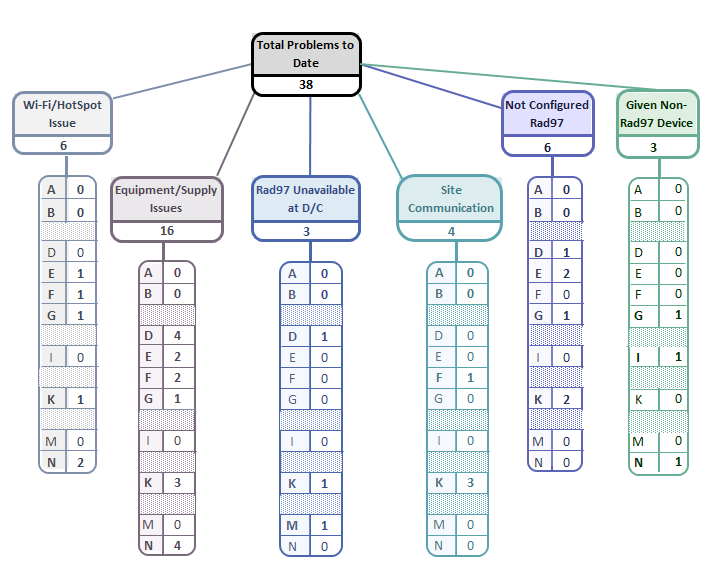 Total Problems to
Date
38
Wi-Fi/HotSpot
Issue
6
A 0
B 0
D 0
E 1
F 1
G 1
I 0
K 1
M 0
N 2
Equipment/Supply
Issues
16
A 0
B 0
D 4
E 2
F 2
G 1
I 0
K 3
M 0
N 4
Rad97 Unavailable
at D/C
3
A 0
B 0
D 1
E 0
F 0
G 0
I 0
K 1
M 1
N 0
Site
Communication
4
A 0
B 0
D 0
E 0
F 1
G 0
I 0
K 3
M 0
N 0
Not Configured
Rad97
6
A 0
B 0
D 1
E 2
F 0
G 1
I 0
K 2
M 0
N 0
Given Non-
Rad97 Device
3
A 0
B 0
D 0
E 0
F 0
G 1
I 1
K 0
M 0
N 1